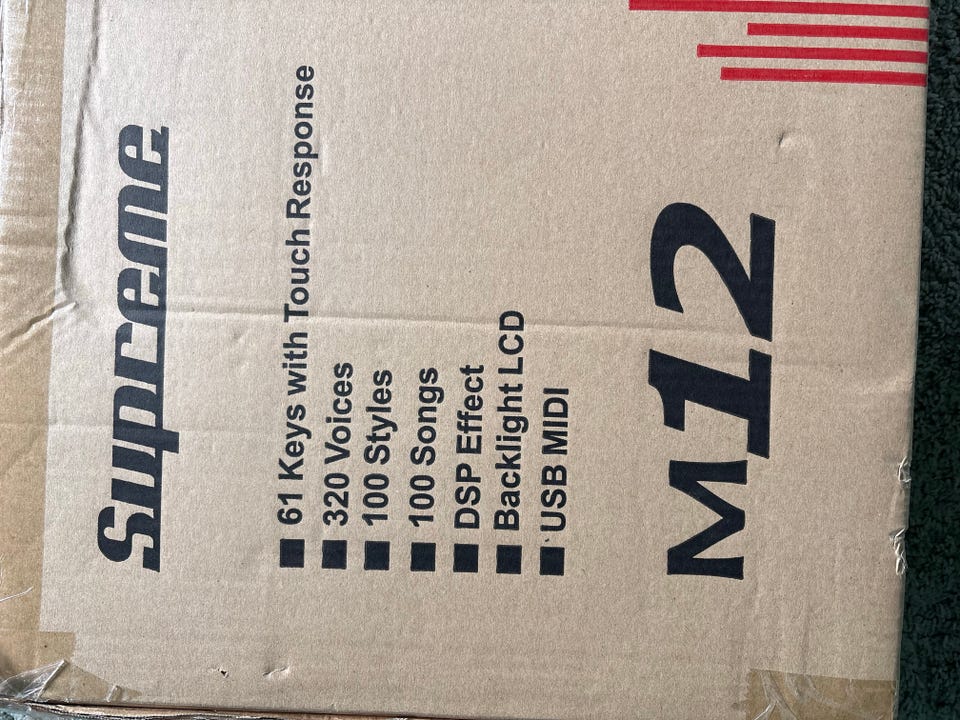 Supreme
61 Keys with Touch Response
320 Voices
100 Styles
100 Songs
DSP Effect
Backlight LCD
USB MIDI
M12